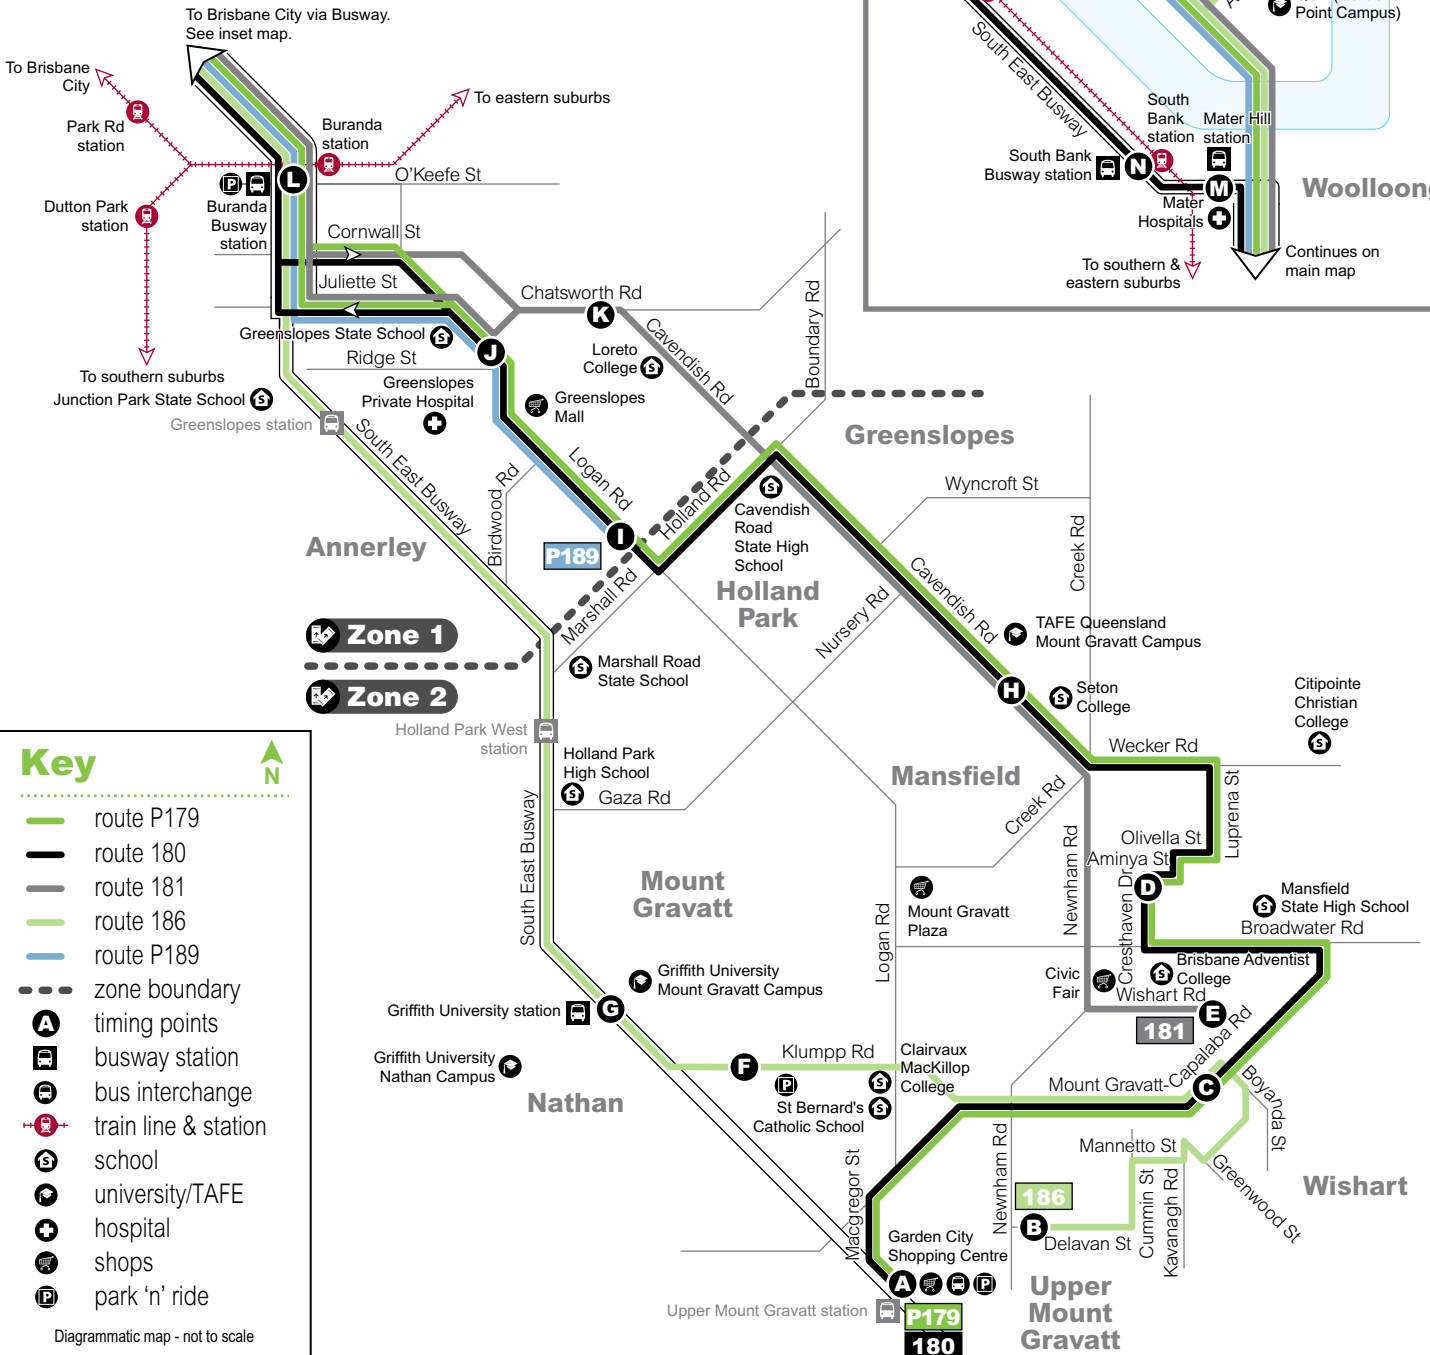 To Brisbane City via Busway.
See inset map.
To Brisbane
City
Park Rd
station
To eastern suburbs
Buranda
station
O'Keefe St
L
P
Dutton Park
station
Buranda
Busway
station
Cornwall St
Juliette St
Chatsworth Rd
K
Greenslopes State School
J
Ridge St
Loreto
College
Cavendish Rd
Boundary Rd
To southern suburbs
Junction Park State School
Greenslopes
Private Hospital
Greenslopes
Mall
Greenslopes station
South East Busway
Logan Rd
Birdwood Rd
Holland Rd
Greenslopes
Wyncroft St
Creek Rd
Cavendish
Road
State High
School
I
P189
Annerley
Marshall Rd
Holland
Park
Nursery Rd
Cavendish Rd
TAFE Queensland
Mount Gravatt Campus
Zone 1
Zone 2
Marshall Road
State School
H
Seton
College
Citipointe
Christian
College
Holland Park West
station
Holland Park
High School
Gaza Rd
Wecker Rd
Mansfield
Creek Rd
Newnham Rd
Luprena St
Olivella St
Aminya St
D
Cresthaven Dr
South East Busway
Mount
Gravatt
Mount Gravatt
Plaza
Logan Rd
Mansfield
State High School
Broadwater Rd
Brisbane Adventist
College
Civic
Fair
Wishart Rd
E
181
Griffith University
Mount Gravatt Campus
Griffith University station
G
Griffith University
Nathan Campus
Nathan
F
Klumpp Rd
P
Clairvaux
MacKillop
College
St Bernard's
Catholic School
Mount Gravatt-Capalaba Rd
C
Boyanda St
Mannetto St
Greenwood St
Wishart
Macgregor St
Newnham Rd
186
B
Delavan St
Cummin St
Kavanagh Rd
Garden City
Shopping Centre
A
P
Upper Mount Gravatt station
P179
180
Upper
Mount
Gravatt
Point Campus)
South East Busway
South
Bank
station
Mater Hill
station
South Bank
Busway station
N
M
Mater
Hospitals
To southern &
eastern suburbs
Continues on
main map
Key
N
route P179
route 180
route 181
route 186
route P189
zone boundary
A timing points
busway station
bus interchange
train line & station
S school
university/TAFE
hospital
shops
P park 'n' ride
Diagrammatic map - not to scale